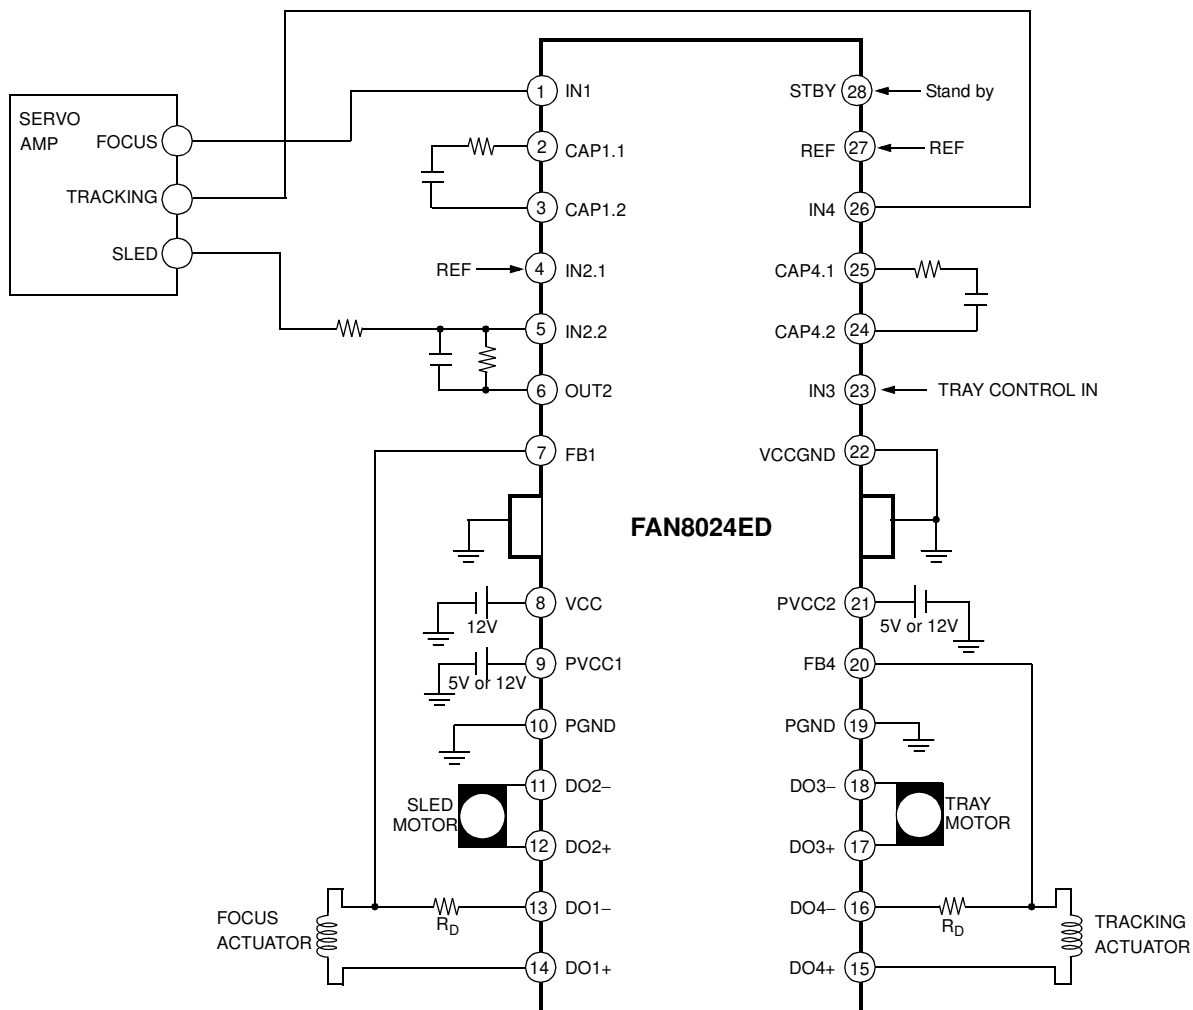 SERVO
AMP
FOCUS
TRACKING
SLED
1 IN1
2 CAP1.1
3 CAP1.2
REF 4 IN2.1
5 IN2.2
6 OUT2
7 FB1
FAN8024ED
8 VCC
12V
9 PVCC1
5V or 12V
10 PGND
11 DO2−
SLED
MOTOR
12 DO2+
13 DO1−
RD
FOCUS
ACTUATOR
14 DO1+
STBY 28 Stand by
REF 27 REF
IN4 26
CAP4.1 25
CAP4.2 24
IN3 23 TRAY CONTROL IN
VCCGND 22
PVCC2 21
5V or 12V
FB4 20
PGND 19
DO3− 18
TRAY
MOTOR
DO3+ 17
DO4− 16
RD
TRACKING
ACTUATOR
DO4+ 15